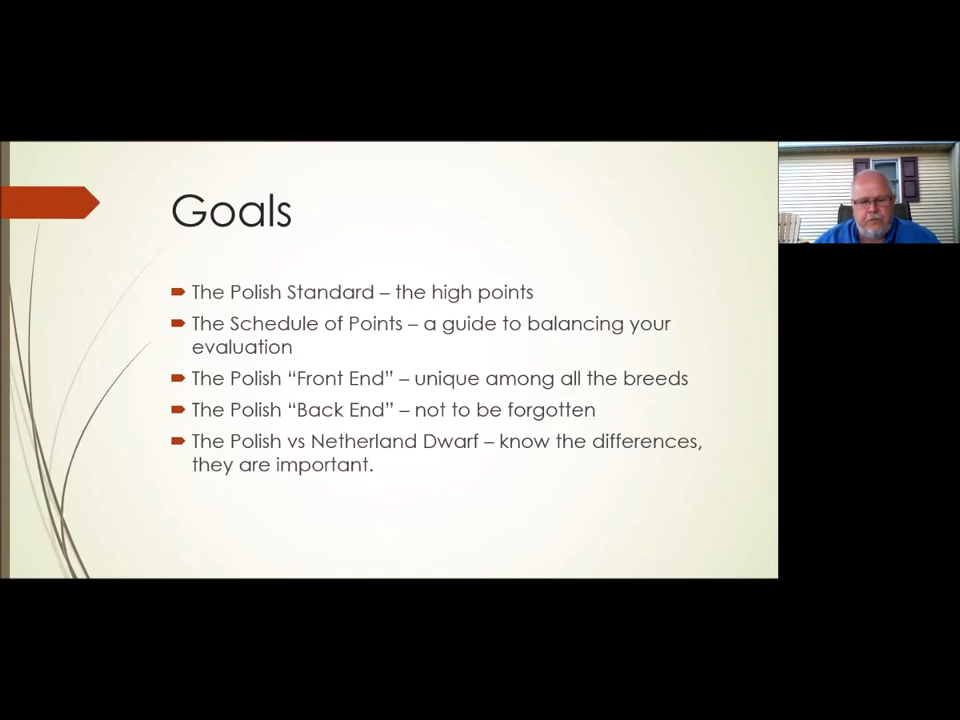 Goals
The Polish Standard – the high points
The Schedule of Points – a guide to balancing your
evaluation
The Polish “Front End” – unique among all the breeds
The Polish “Back End” – not to be forgotten
The Polish vs Netherland Dwarf – know the differences,
they are important.